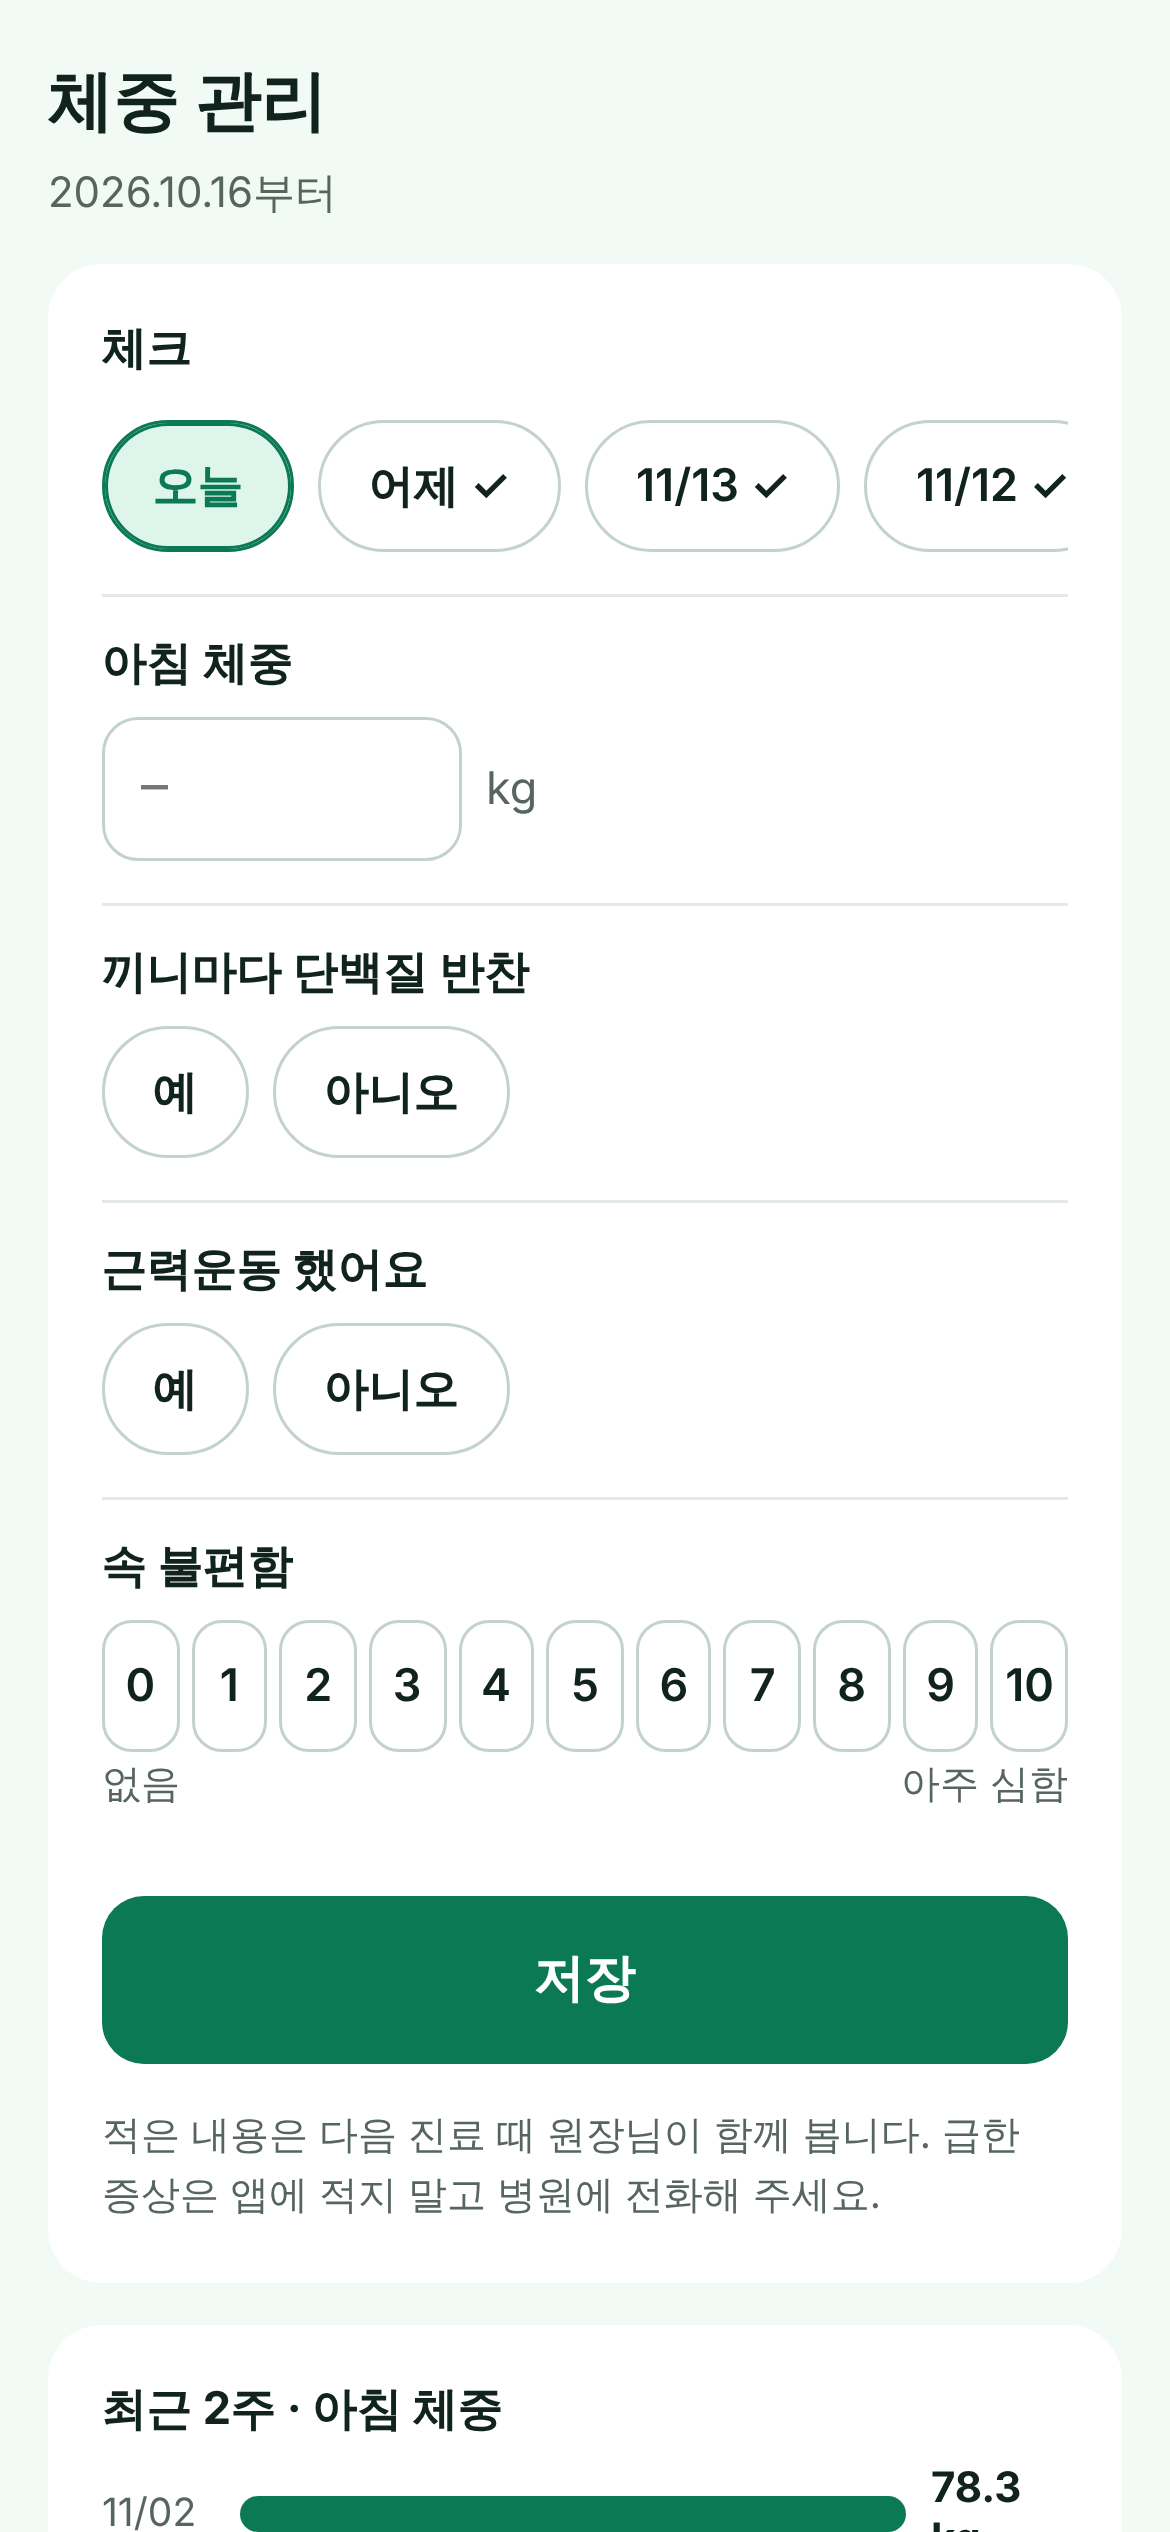 체중 관리
2026.10.16부터
체크
오늘 어제 ✓ 11/13 ✓ 11/12 ✓
아침 체중
– kg
끼니마다 단백질 반찬
예 아니오
근력운동 했어요
예 아니오
속 불편함
0 1 2 3 4 5 6 7 8 9 10
없음 아주 심함
저장
적은 내용은 다음 진료 때 원장님이 함께 봅니다. 급한
증상은 앱에 적지 말고 병원에 전화해 주세요.
최근 2주 · 아침 체중
11/02 78.3